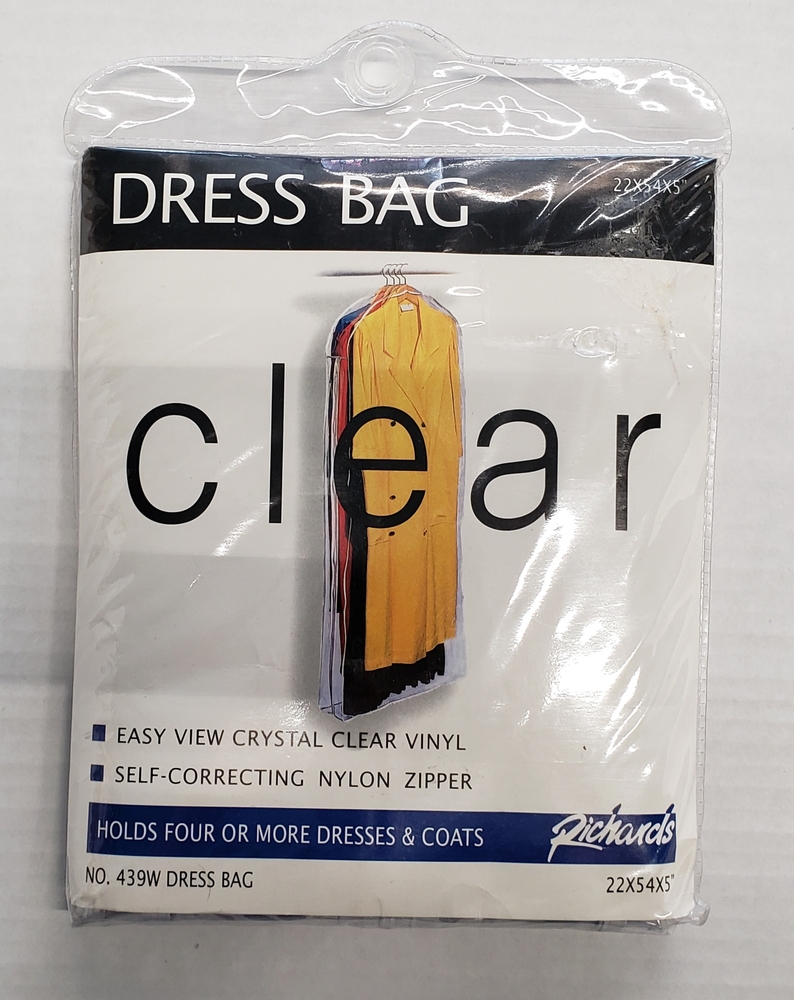 DRESS BAG 22X54X5"
clear
EASY VIEW CRYSTAL CLEAR VINYL
SELF-CORRECTING NYLON ZIPPER
HOLDS FOUR OR MORE DRESSES & COATS Richards
NO. 439W DRESS BAG 22X54X5"